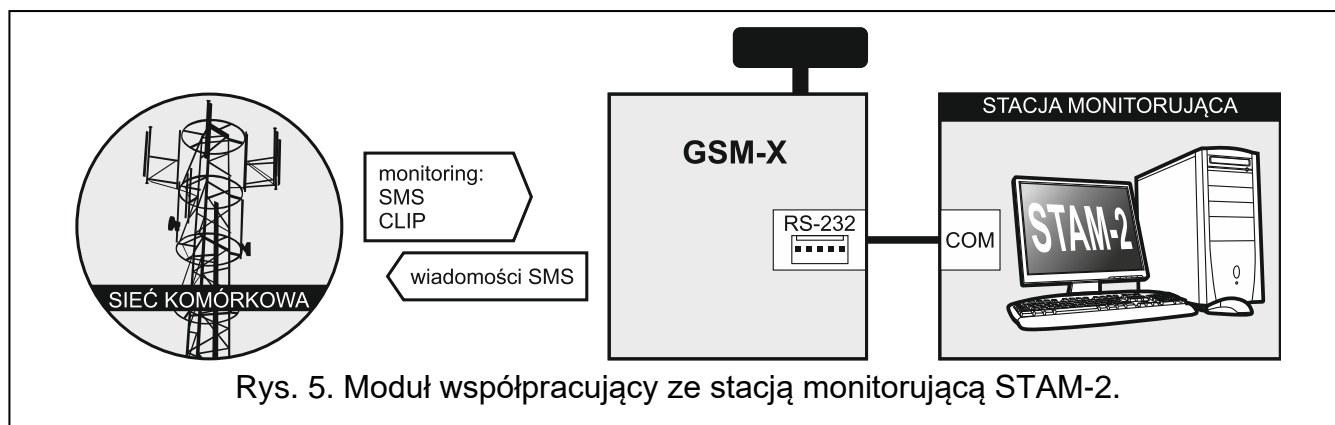 SIEĆ KOMÓRKOWA
monitoring:
SMS
CLIP
wiadomości SMS
GSM-X
RS-232
STACJA MONITORUJĄCA
COM
STAM-2
Rys. 5. Moduł współpracujący ze stacją monitorującą STAM-2.